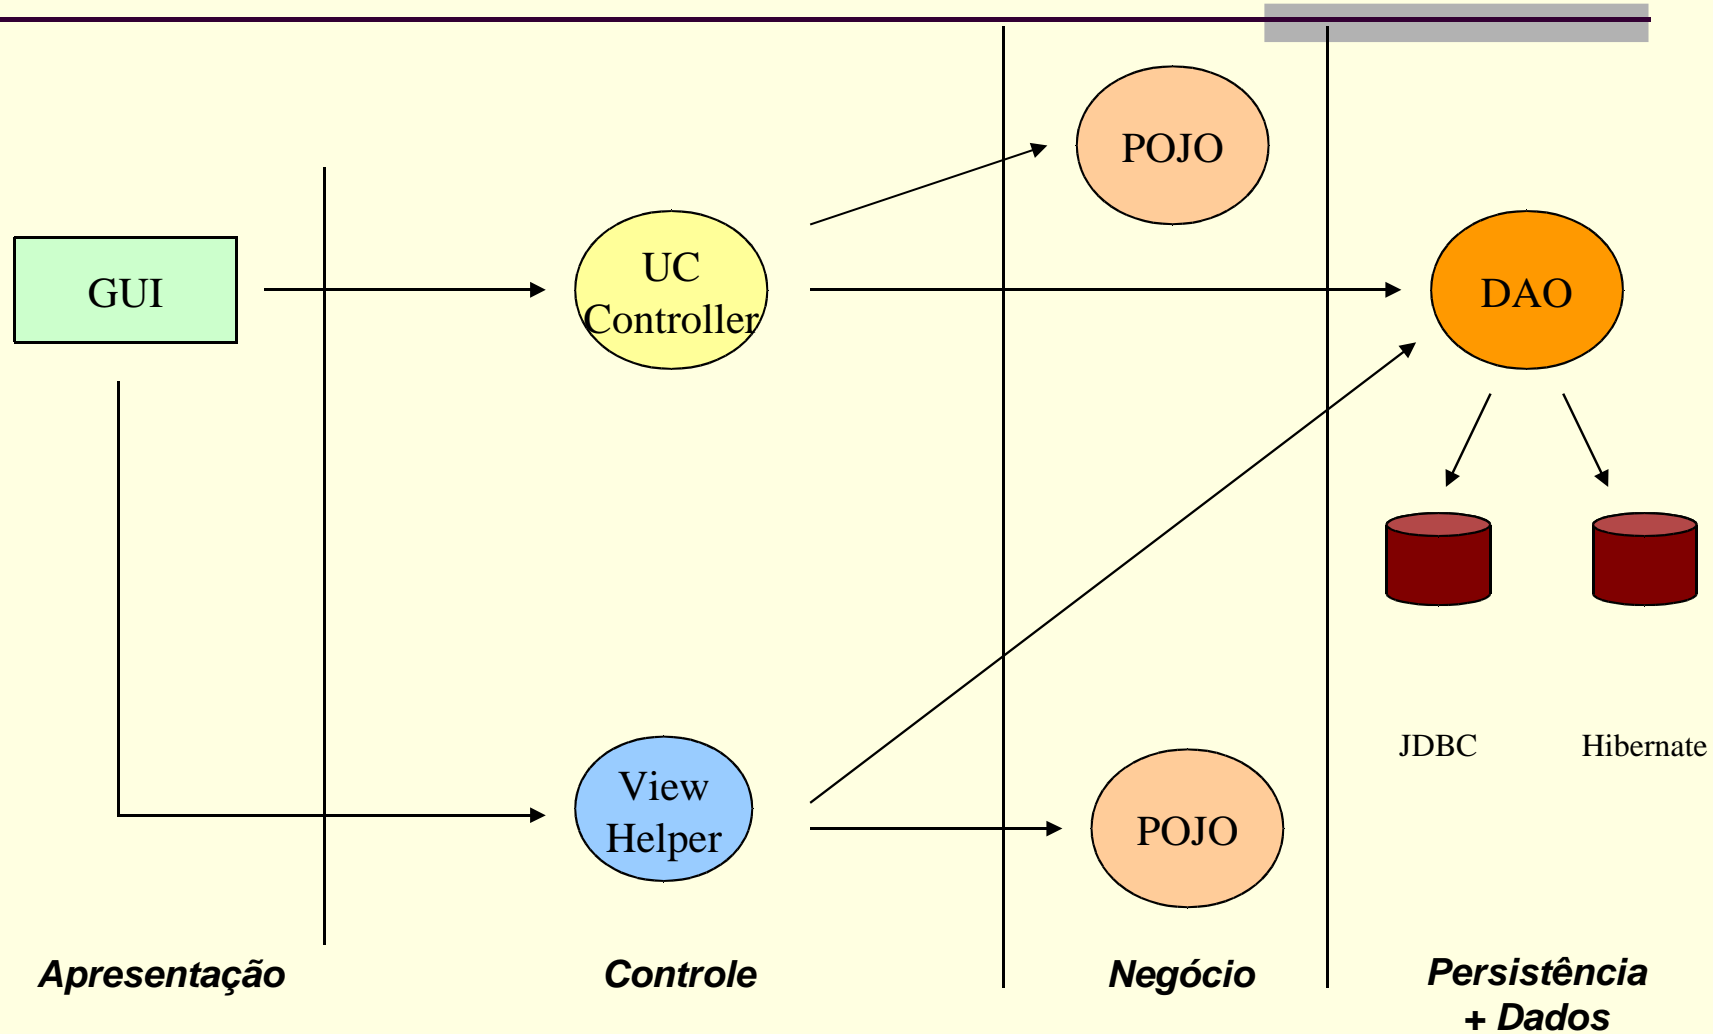 POJO
GUI
UC
Controller
DAO
JDBC
Hibernate
View
Helper
POJO
Apresentação
Controle
Negócio
Persistência
+ Dados